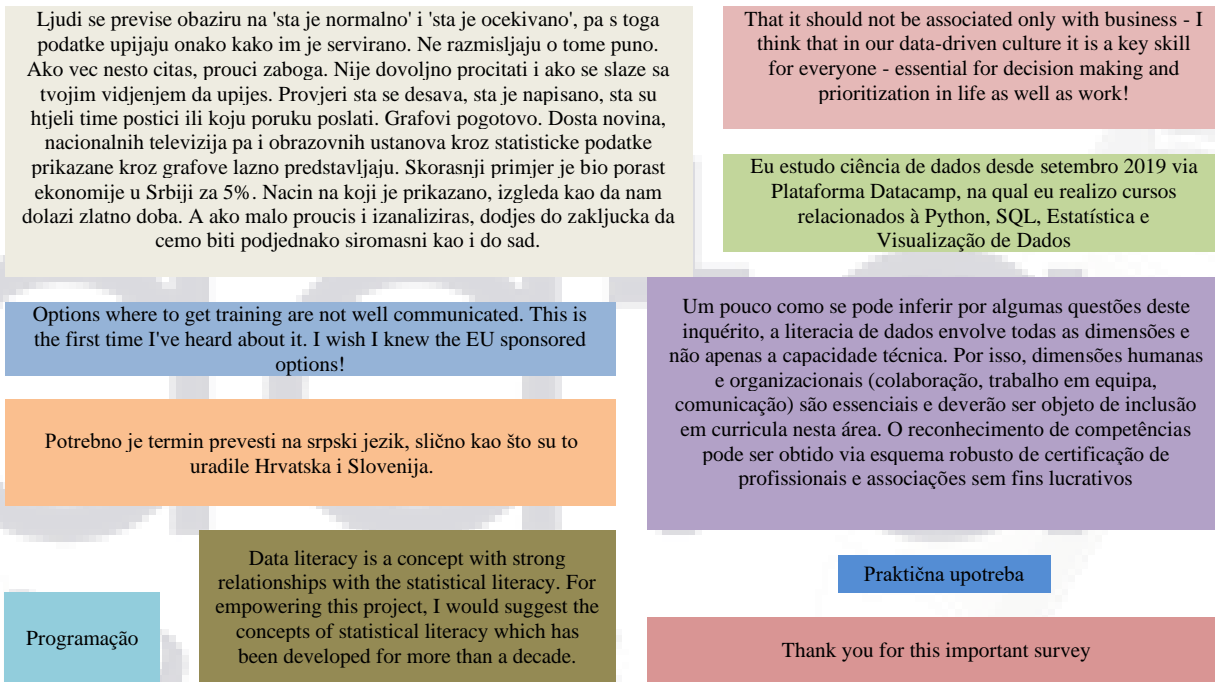 Ljudi se previse obaziru na 'sta je normalno' i 'sta je ocekivano', pa s toga
podatke upijaju onako kako im je servirano. Ne razmisljaju o tome puno.
Ako vec nesto citas, prouci zaboga. Nije dovoljno procitati i ako se slaze sa
tvojim vidjenjem da upijes. Provjeri sta se desava, sta je napisano, sta su
htjeli time postici ili koju poruku poslati. Grafovi pogotovo. Dosta novina,
nacionalnih televizija pa i obrazovnih ustanova kroz statisticke podatke
prikazane kroz grafove lazno predstavljaju. Skorasnji primjer je bio porast
ekonomije u Srbiji za 5%. Nacin na koji je prikazano, izgleda kao da nam
dolazi zlatno doba. A ako malo proucis i izanaliziras, dodjes do zakljucka da
cemo biti podjednako siromasni kao i do sad.
That it should not be associated only with business - I
think that in our data-driven culture it is a key skill
for everyone - essential for decision making and
prioritization in life as well as work!
Eu estudo ciência de dados desde setembro 2019 via
Plataforma Datacamp, na qual eu realizo cursos
relacionados à Python, SQL, Estatística e
Visualização de Dados
Options where to get training are not well communicated. This is
the first time I've heard about it. I wish I knew the EU sponsored
options!
Um pouco como se pode inferir por algumas questões deste
inquérito, a literacia de dados envolve todas as dimensões e
não apenas a capacidade técnica. Por isso, dimensões humanas
e organizacionais (colaboração, trabalho em equipa,
comunicação) são essenciais e deverão ser objeto de inclusão
em curricula nesta área. O reconhecimento de competências
pode ser obtido via esquema robusto de certificação de
profissionais e associações sem fins lucrativos
Potrebno je termin prevesti na srpski jezik, slično kao što su to
uradile Hrvatska i Slovenija.
Data literacy is a concept with strong
relationships with the statistical literacy. For
empowering this project, I would suggest the
concepts of statistical literacy which has
been developed for more than a decade.
Praktična upotreba
Programação
Thank you for this important survey